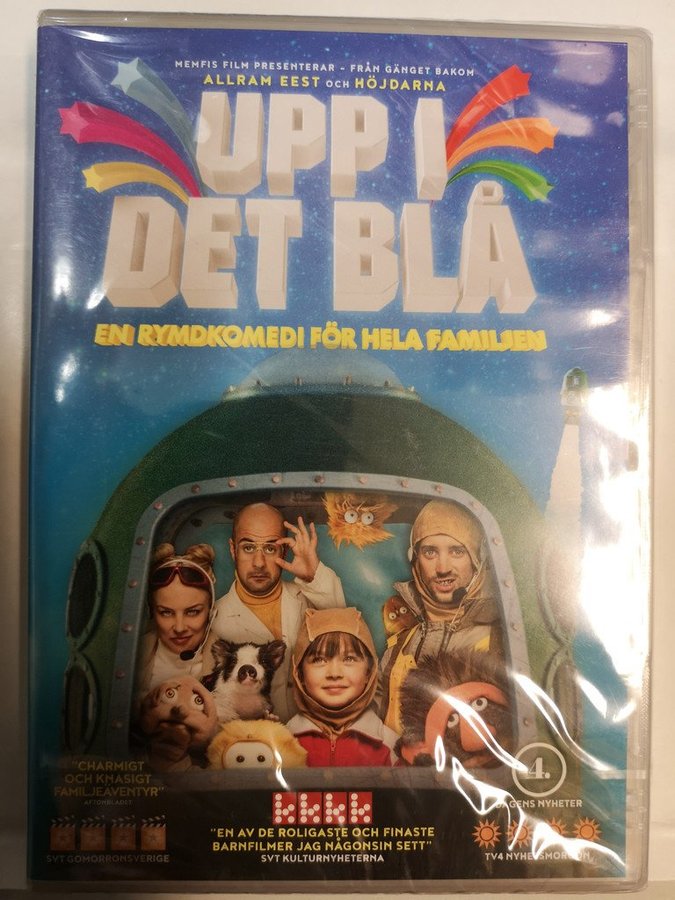 MEMFIS FILM PRESENTERAR - FRÅN GÄNGET BAKOM
ALLRAM EEST OCH HÖJDARNA
UPP I
DET BLÅ
EN RYMDKOMEDI FÖR HELA FAMILJEN
"CHARMIGT
OCH KNASIGT
FAMILJEÄVENTYR"
AFTONBLADET
SVT GOMORRONSVERIGE
"EN AV DE ROLIGASTE OCH FINASTE
BARNFILMER JAG NÅGONSIN SETT"
SVT KULTURNYHETERNA
4.
DAGENS NYHETER
TV4 NYHETSMORGON